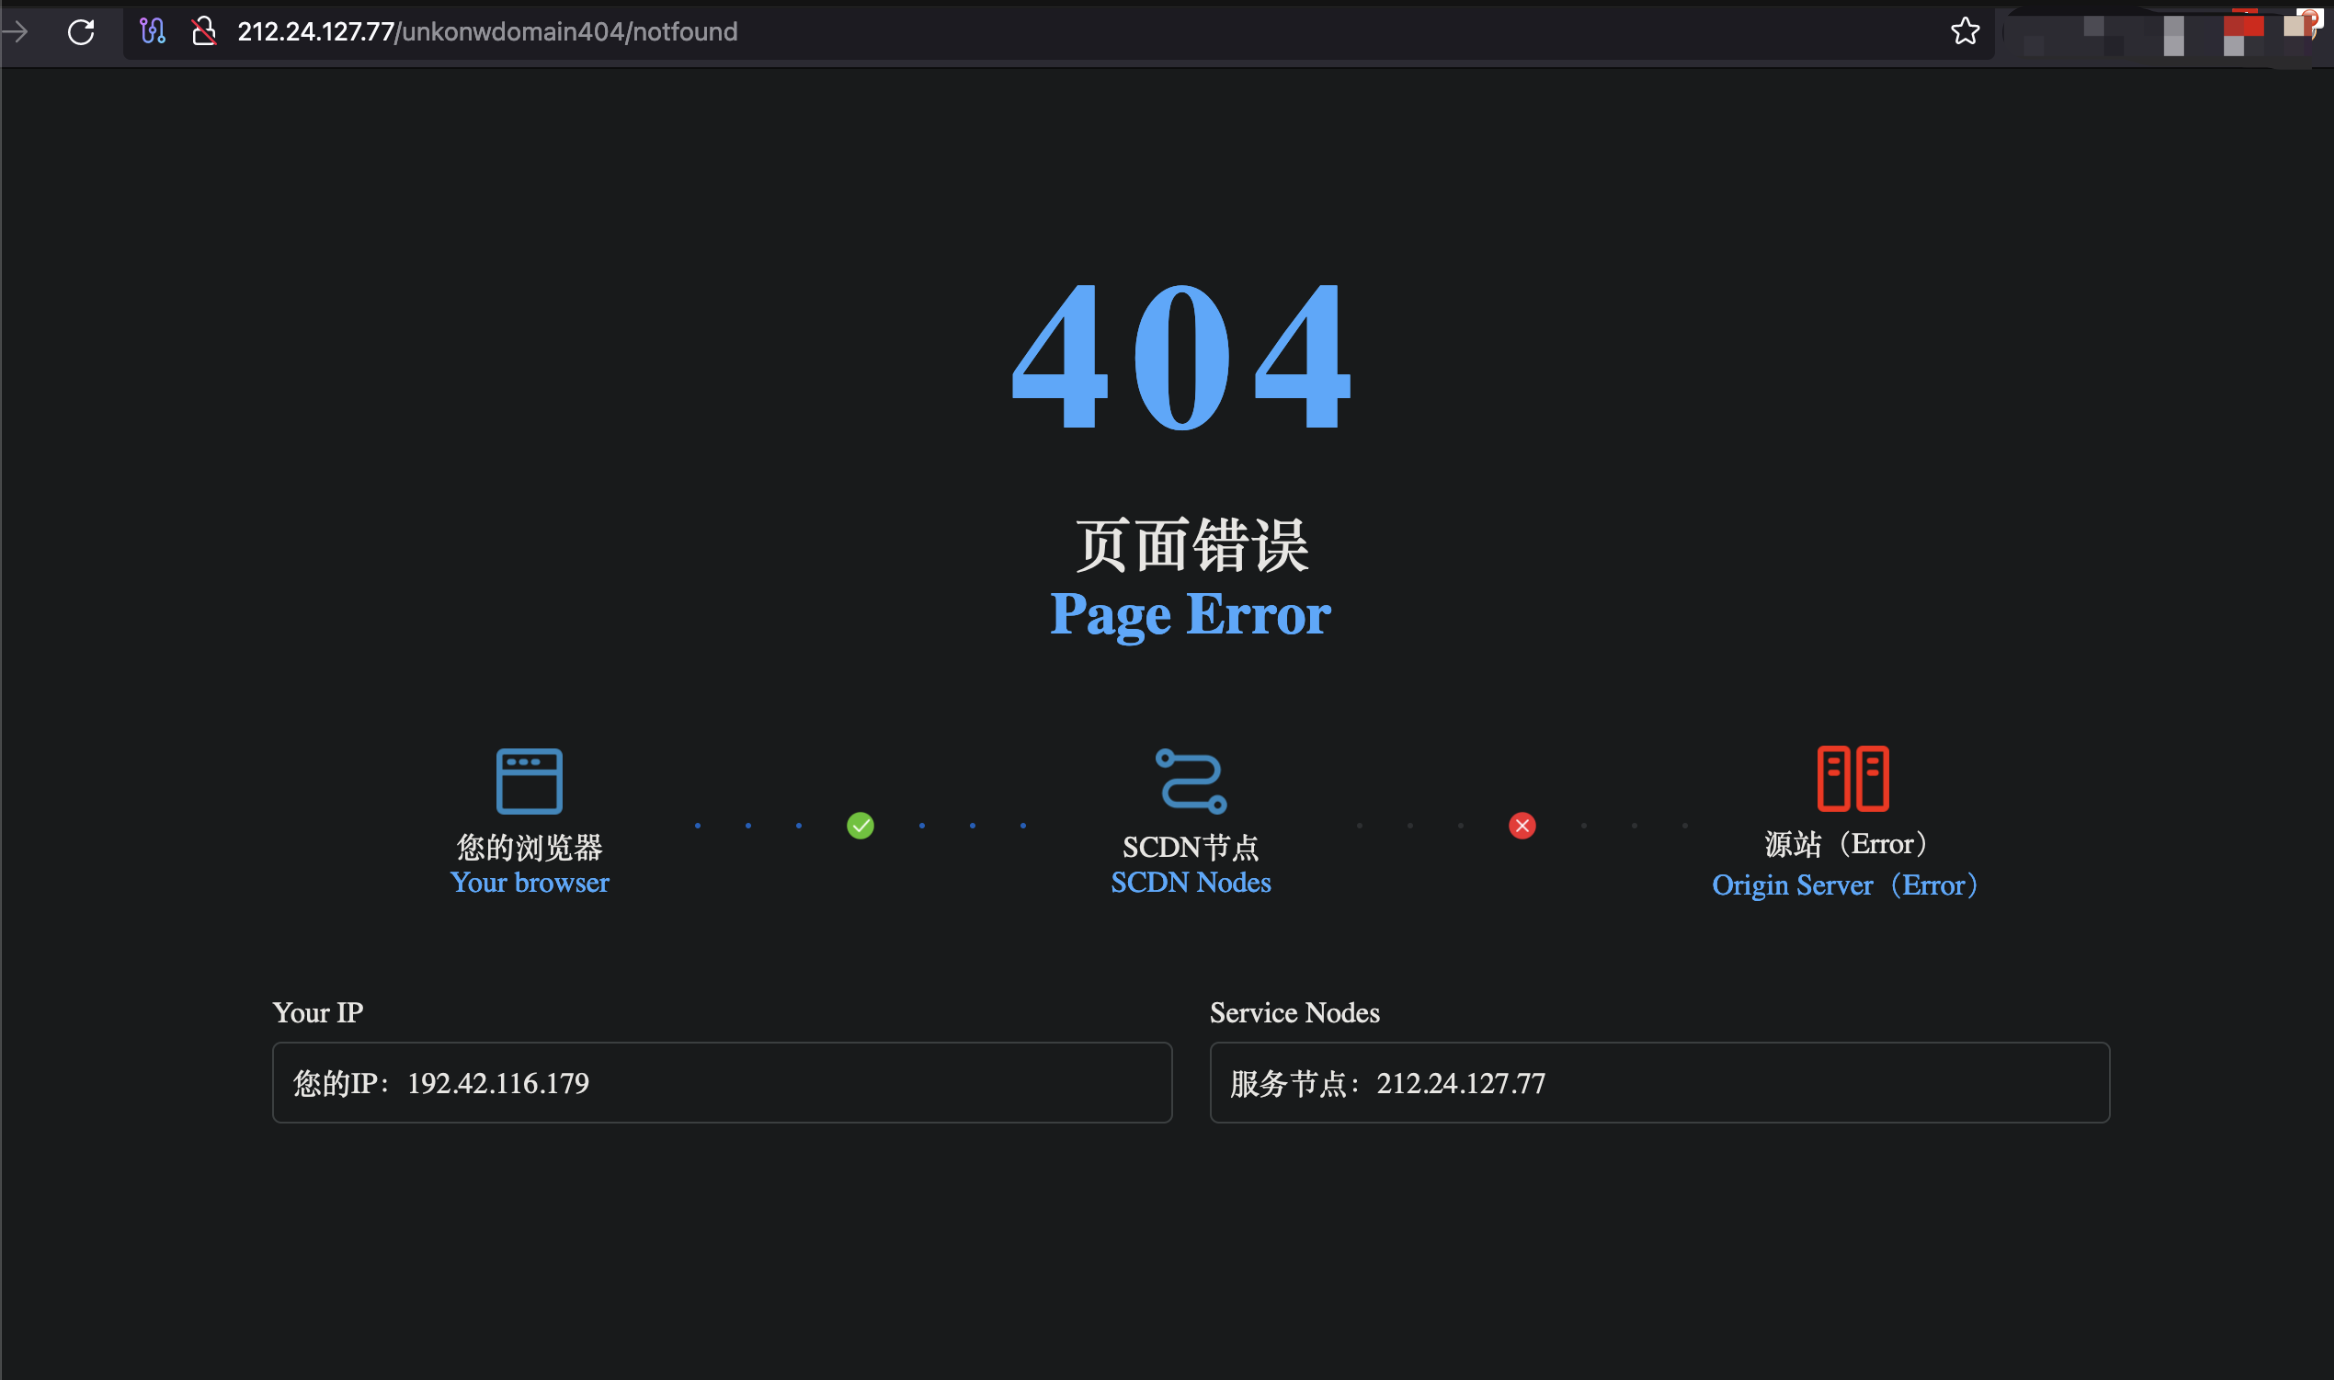 212.24.127.77/unkonwdomain404/notfound
404
页面错误
Page Error
您的浏览器
Your browser
SCDN节点
SCDN Nodes
源站（Error）
Origin Server（Error）
Your IP
您的IP：192.42.116.179
Service Nodes
服务节点：212.24.127.77